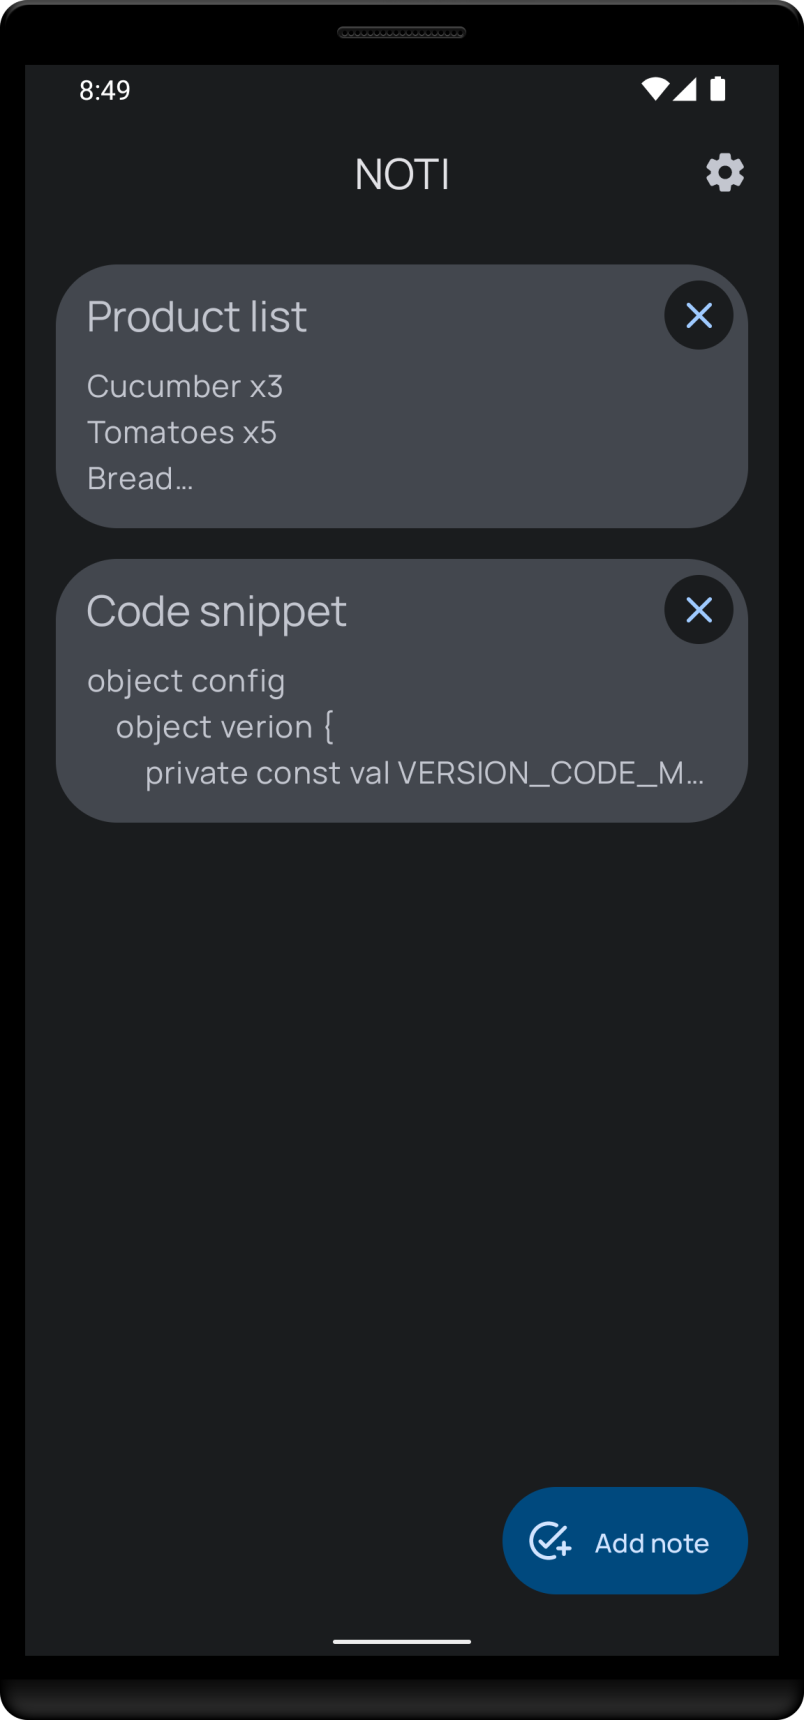 8:49
NOTI
Product list
Cucumber x3
Tomatoes x5
Bread...
Code snippet
object config
    object verion {
        private const val VERSION_CODE_M...
Add note